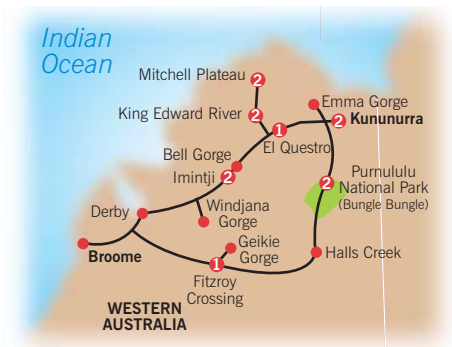 Indian
Ocean
Mitchell Plateau
2
King Edward River
2
Emma Gorge
2
Kununurra
1
El Questro
Bell Gorge
Imintji
2
Purnululu
2
National Park
(Bungle Bungle)
Windjana
Gorge
Derby
Geikie
Gorge
Broome
Halls Creek
1
Fitzroy
Crossing
WESTERN
AUSTRALIA